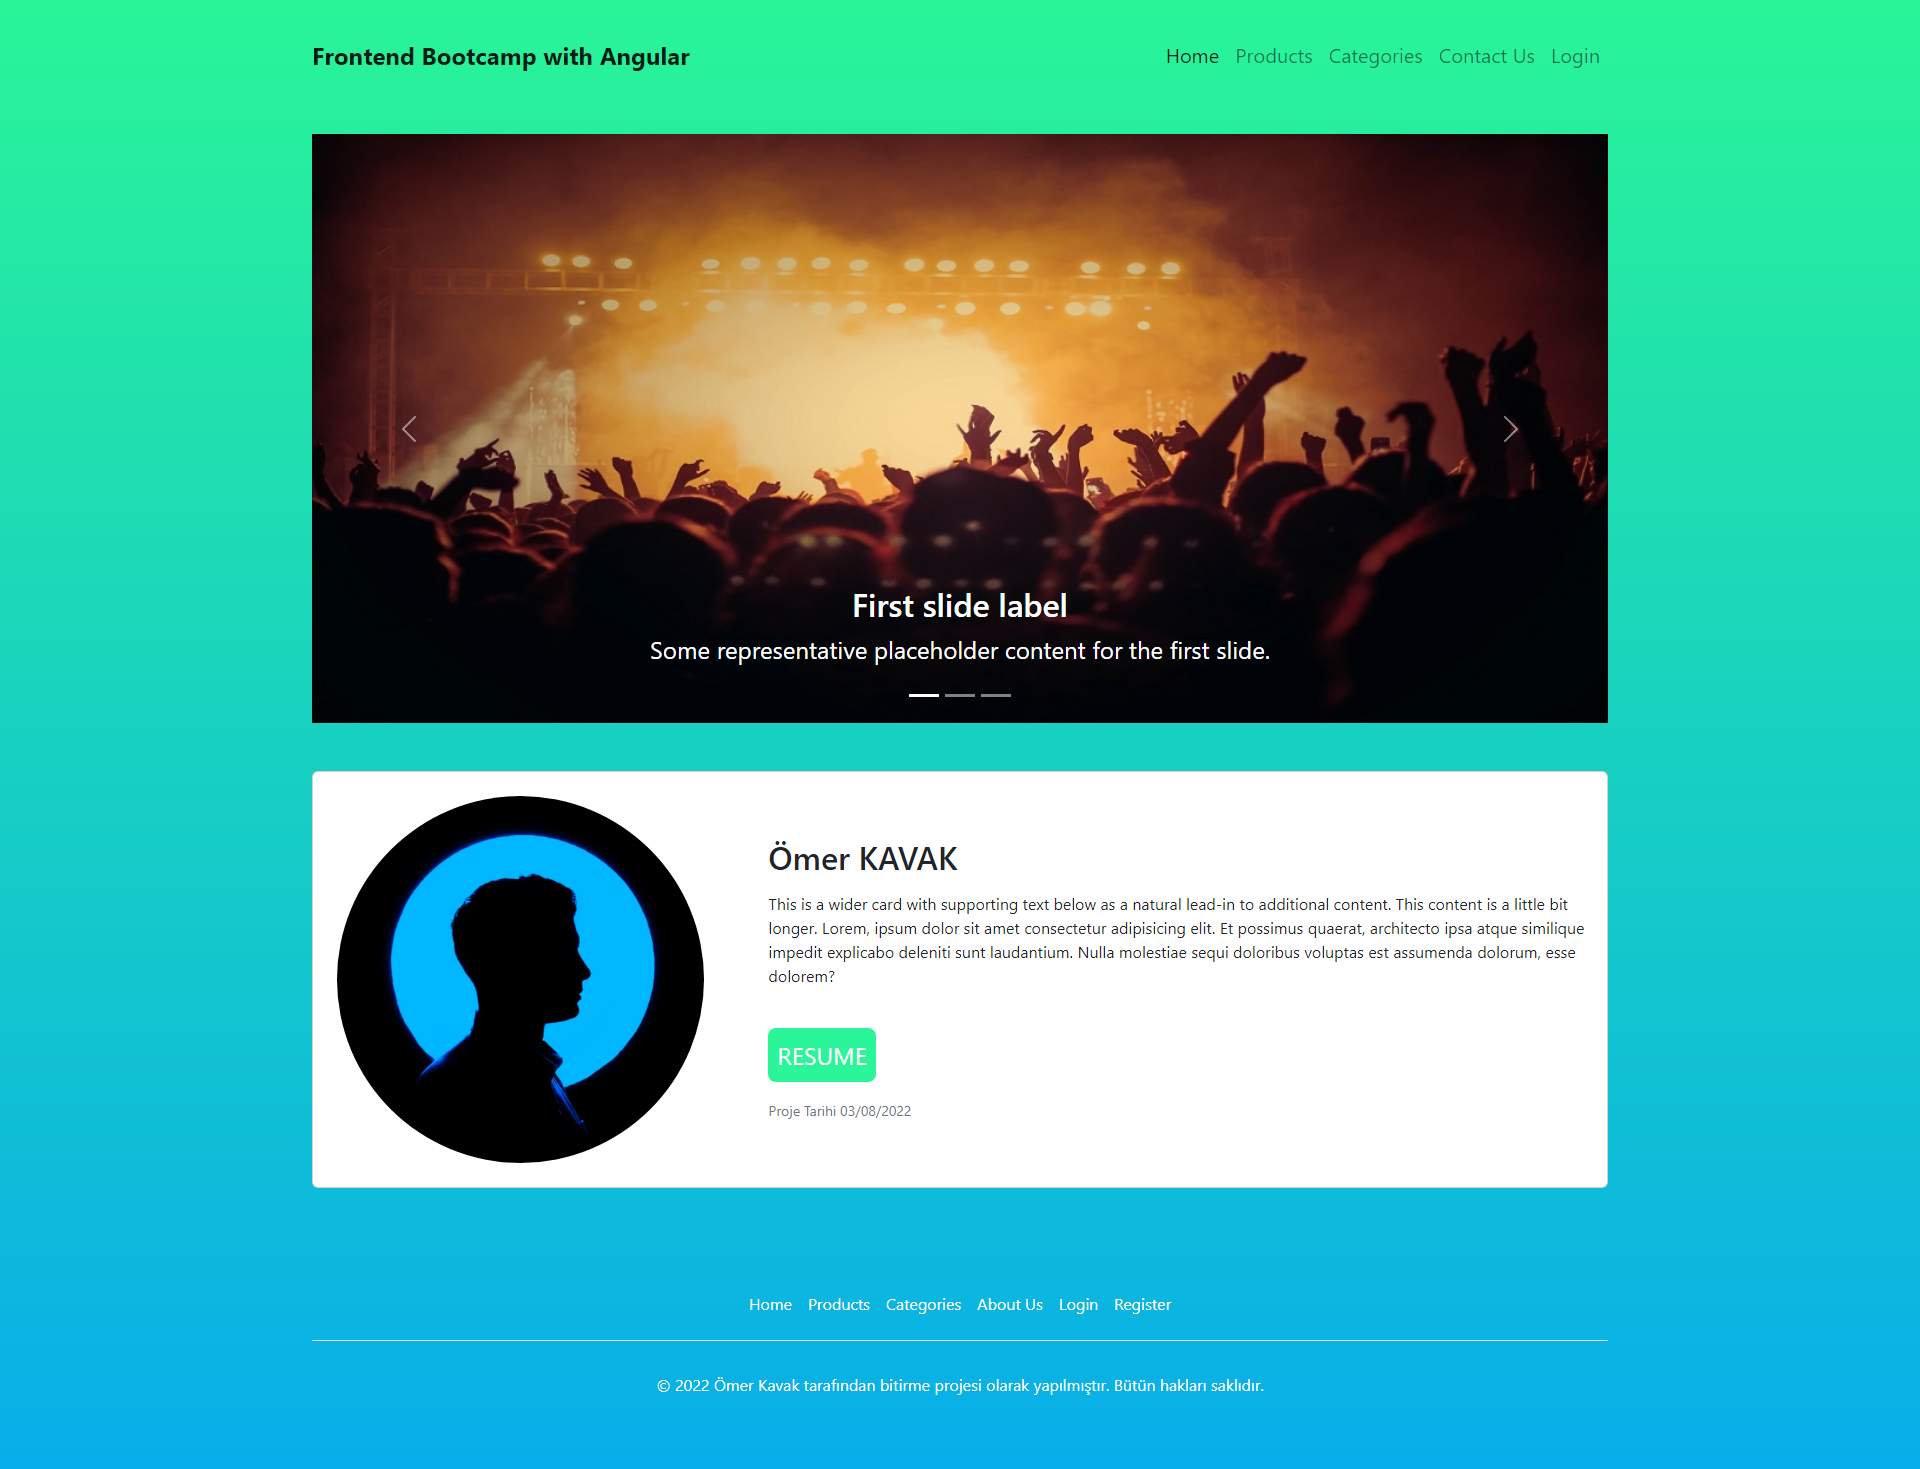 Frontend Bootcamp with Angular
Home Products Categories Contact Us Login
First slide label
Some representative placeholder content for the first slide.
Ömer KAVAK
This is a wider card with supporting text below as a natural lead-in to additional content. This content is a little bit
longer. Lorem, ipsum dolor sit amet consectetur adipisicing elit. Et possimus quaerat, architecto ipsa atque similique
impedit explicabo deleniti sunt laudantium. Nulla molestiae sequi doloribus voluptas est assumenda dolorum, esse
dolorem?
RESUME
Proje Tarihi 03/08/2022
Home Products Categories About Us Login Register
© 2022 Ömer Kavak tarafından bitirme projesi olarak yapılmıştır. Bütün hakları saklıdır.